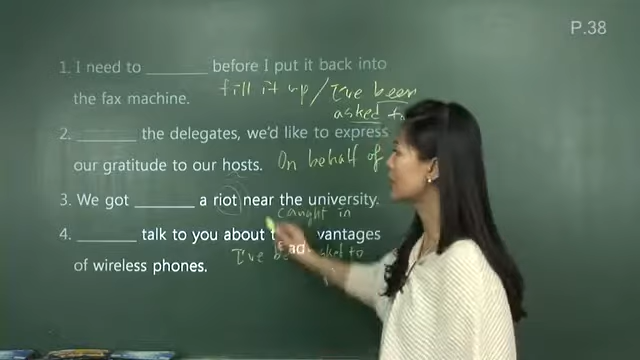 P.38
1. I need to ________ before I put it back into
the fax machine. fill it up / I've been
asked to
2. ________ the delegates, we'd like to express
our gratitude to our hosts. On behalf of
3. We got ________ a riot near the university.
caught in
4. ________ talk to you about vantages
I've to
of wireless phones.